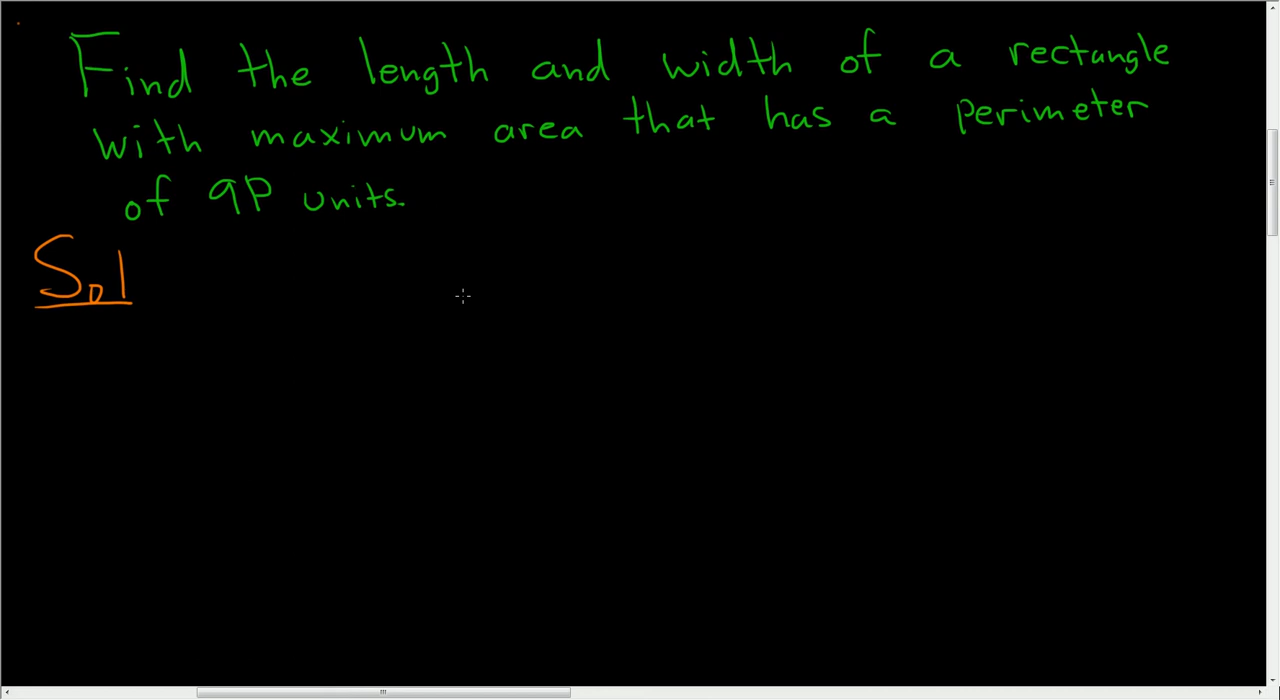 Find the length and width of a rectangle
with maximum area that has a perimeter
of 9P units.
Sol